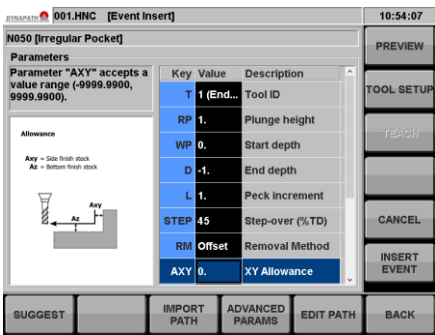 DYNAPATH 001.HNC [Event Insert] 10:54:07
N050 [Irregular Pocket]
Parameters
Parameter "AXY" accepts a
value range (-9999.9900,
9999.9900).
Allowance
Axy = Side finish stock
Az = Bottom finish stock
Axy
Az
Key Value Description
T 1 (End... Tool ID
RP 1. Plunge height
WP 0. Start depth
D -1. End depth
L 1. Peck increment
STEP 45 Step-over (%TD)
RM Offset Removal Method
AXY 0. XY Allowance
PREVIEW
TOOL SETUP
TEACH
CANCEL
INSERT
EVENT
SUGGEST
IMPORT
PATH
ADVANCED
PARAMS
EDIT PATH
BACK